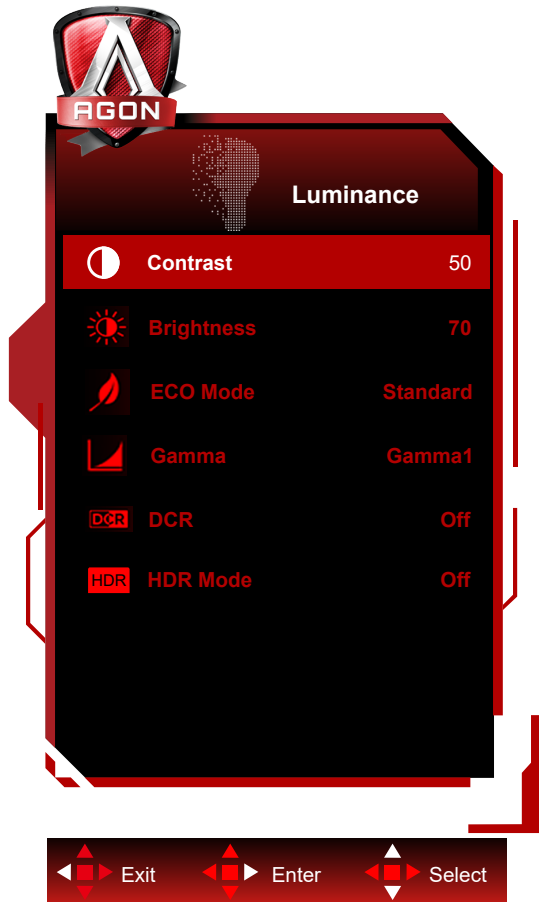 AGON
Luminance
Contrast 50
Brightness 70
ECO Mode Standard
Gamma Gamma1
DCR DCR Off
HDR HDR Mode Off
Exit Enter Select